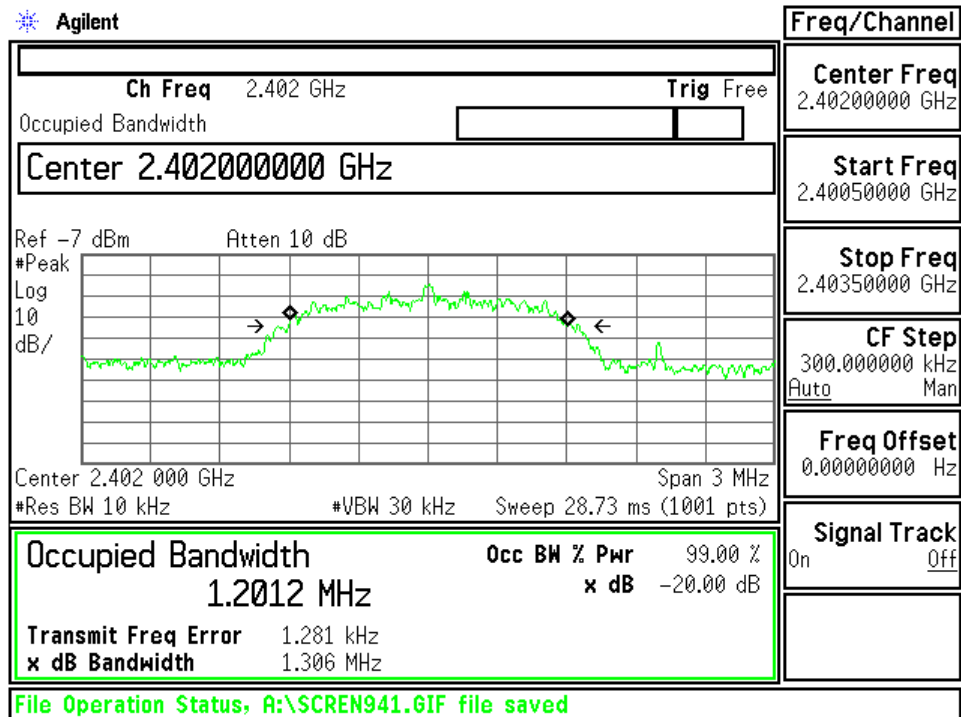 Agilent
Freq/Channel
Ch Freq 2.402 GHz Trig Free
Occupied Bandwidth
Center 2.402000000 GHz
Ref -7 dBm Atten 10 dB
#Peak
Log
10
dB/
Center 2.402 000 GHz Span 3 MHz
#Res BW 10 kHz #VBW 30 kHz Sweep 28.73 ms (1001 pts)
Occupied Bandwidth
1.2012 MHz
Occ BW % Pwr 99.00 %
x dB -20.00 dB
Transmit Freq Error 1.281 kHz
x dB Bandwidth 1.306 MHz
File Operation Status, A:\SCREN941.GIF file saved
Center Freq
2.40200000 GHz
Start Freq
2.40050000 GHz
Stop Freq
2.40350000 GHz
CF Step
300.000000 kHz
Auto Man
Freq Offset
0.00000000 Hz
Signal Track
On Off